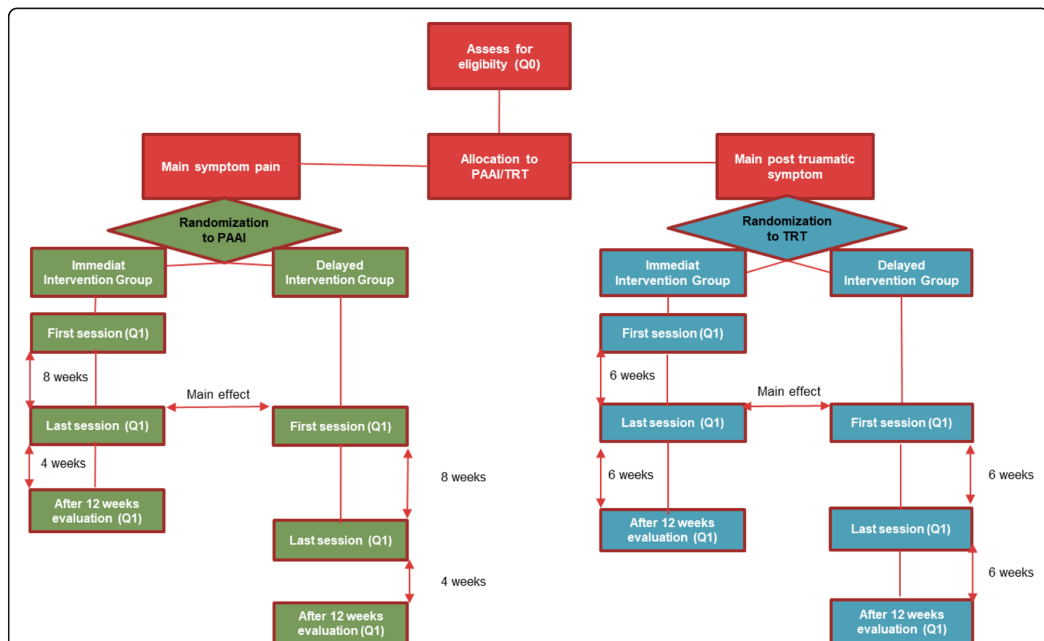 Assess for
eligibilty (Q0)
Main symptom pain
Allocation to
PAAI/TRT
Main post truamatic
symptom
Randomization
to PAAI
Randomization
to TRT
Immediat
Intervention Group
Delayed
Intervention Group
Immediat
Intervention Group
Delayed
Intervention Group
First session (Q1)
First session (Q1)
8 weeks
6 weeks
Main effect
Main effect
Last session (Q1)
First session (Q1)
Last session (Q1)
First session (Q1)
4 weeks
8 weeks
6 weeks
6 weeks
After 12 weeks
evaluation (Q1)
Last session (Q1)
After 12 weeks
evaluation (Q1)
Last session (Q1)
4 weeks
6 weeks
After 12 weeks
evaluation (Q1)
After 12 weeks
evaluation (Q1)